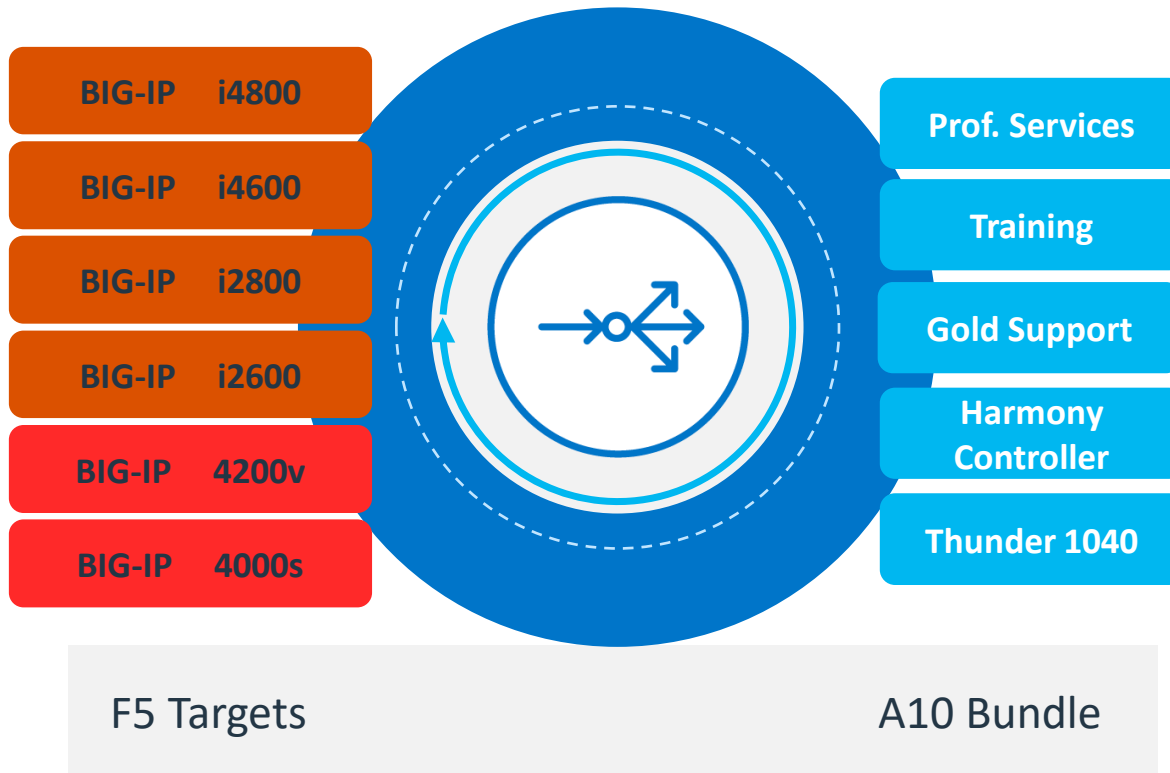 BIG-IP i4800
BIG-IP i4600
BIG-IP i2800
BIG-IP i2600
BIG-IP 4200v
BIG-IP 4000s
Prof. Services
Training
Gold Support
Harmony
Controller
Thunder 1040
F5 Targets
A10 Bundle